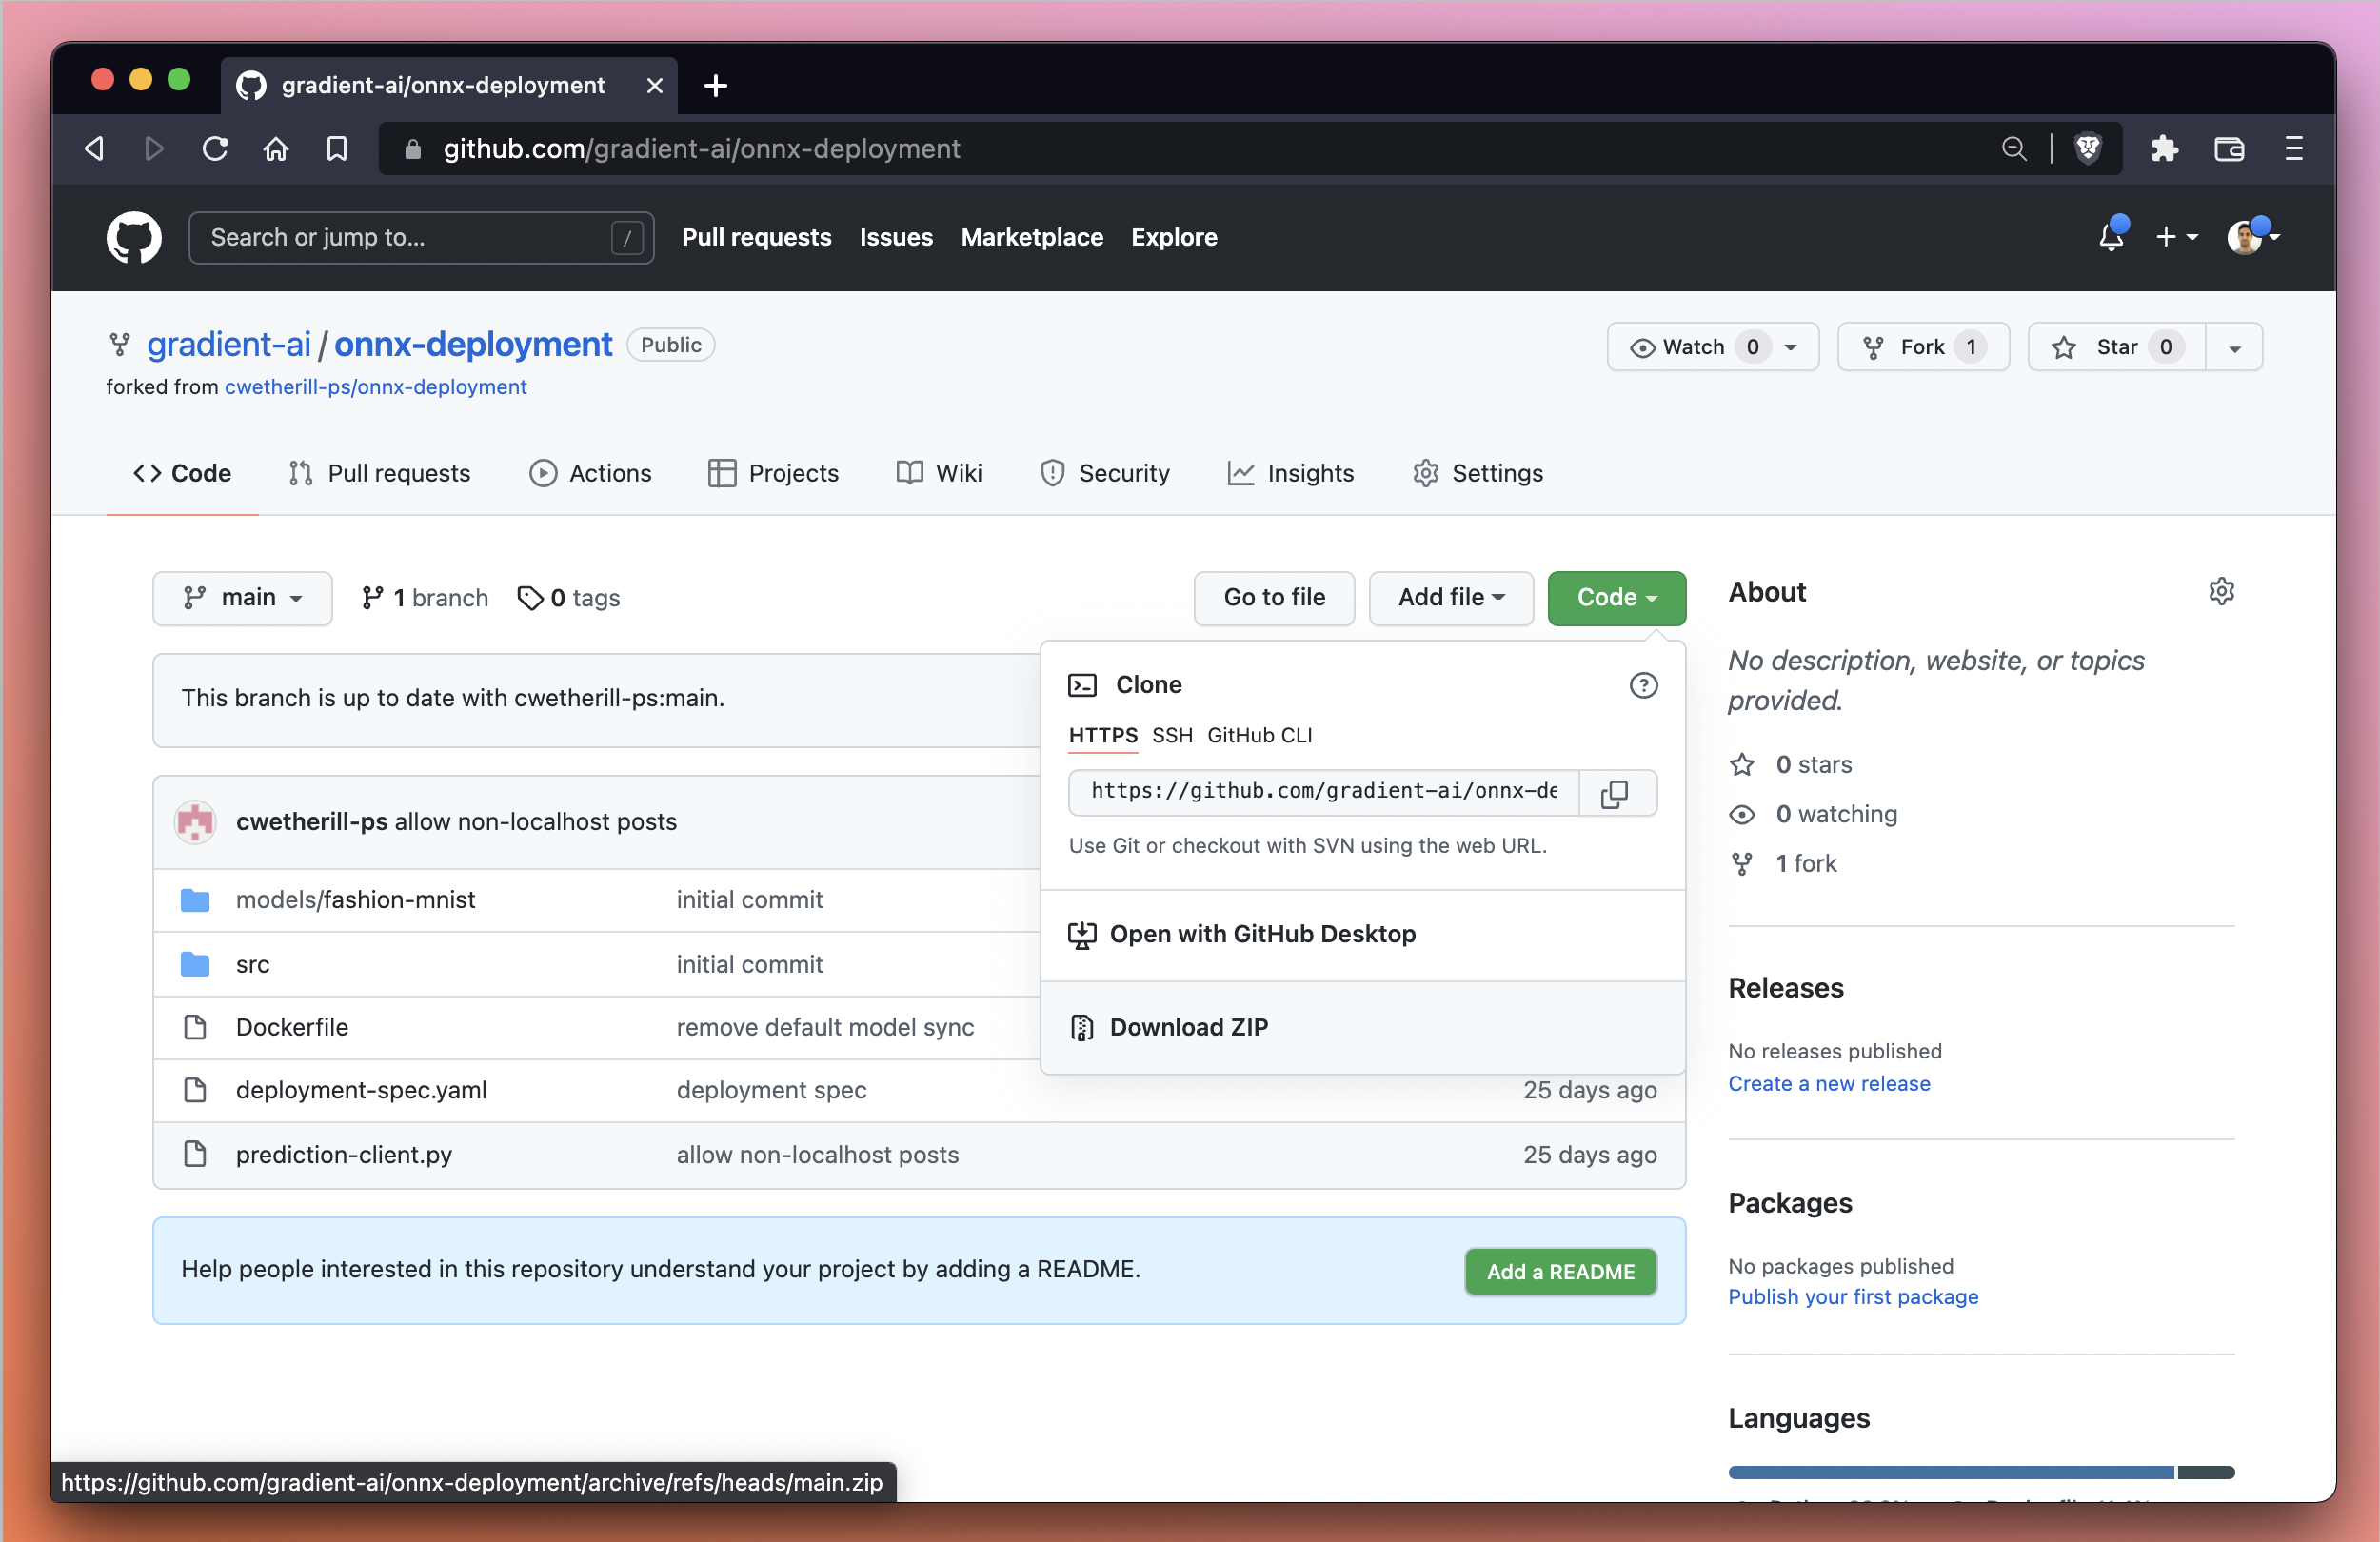 gradient-ai/onnx-deployment
github.com/gradient-ai/onnx-deployment
Search or jump to... /
Pull requests Issues Marketplace Explore
gradient-ai / onnx-deployment Public
Watch 0 Fork 1 Star 0
forked from cwetherill-ps/onnx-deployment
Code Pull requests Actions Projects Wiki Security Insights Settings
main 1 branch 0 tags Go to file Add file Code
This branch is up to date with cwetherill-ps:main.
cwetherill-ps allow non-localhost posts
models/fashion-mnist initial commit
src initial commit
Dockerfile remove default model sync
deployment-spec.yaml deployment spec 25 days ago
prediction-client.py allow non-localhost posts 25 days ago
Help people interested in this repository understand your project by adding a README. Add a README
Clone
HTTPS SSH GitHub CLI
https://github.com/gradient-ai/onnx-de
Use Git or checkout with SVN using the web URL.
Open with GitHub Desktop
Download ZIP
About
No description, website, or topics
provided.
0 stars
0 watching
1 fork
Releases
No releases published
Create a new release
Packages
No packages published
Publish your first package
Languages
https://github.com/gradient-ai/onnx-deployment/archive/refs/heads/main.zip